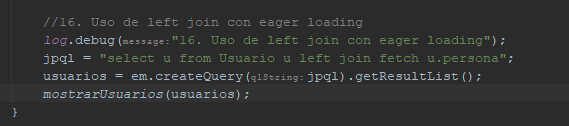 //16. Uso de left join con eager loading
log.debug(message:"16. Uso de left join con eager loading");
jpql = "select u from Usuario u left join fetch u.persona";
usuarios = em.createQuery(qlString:jpql).getResultList();
mostrarUsuarios(usuarios);
}